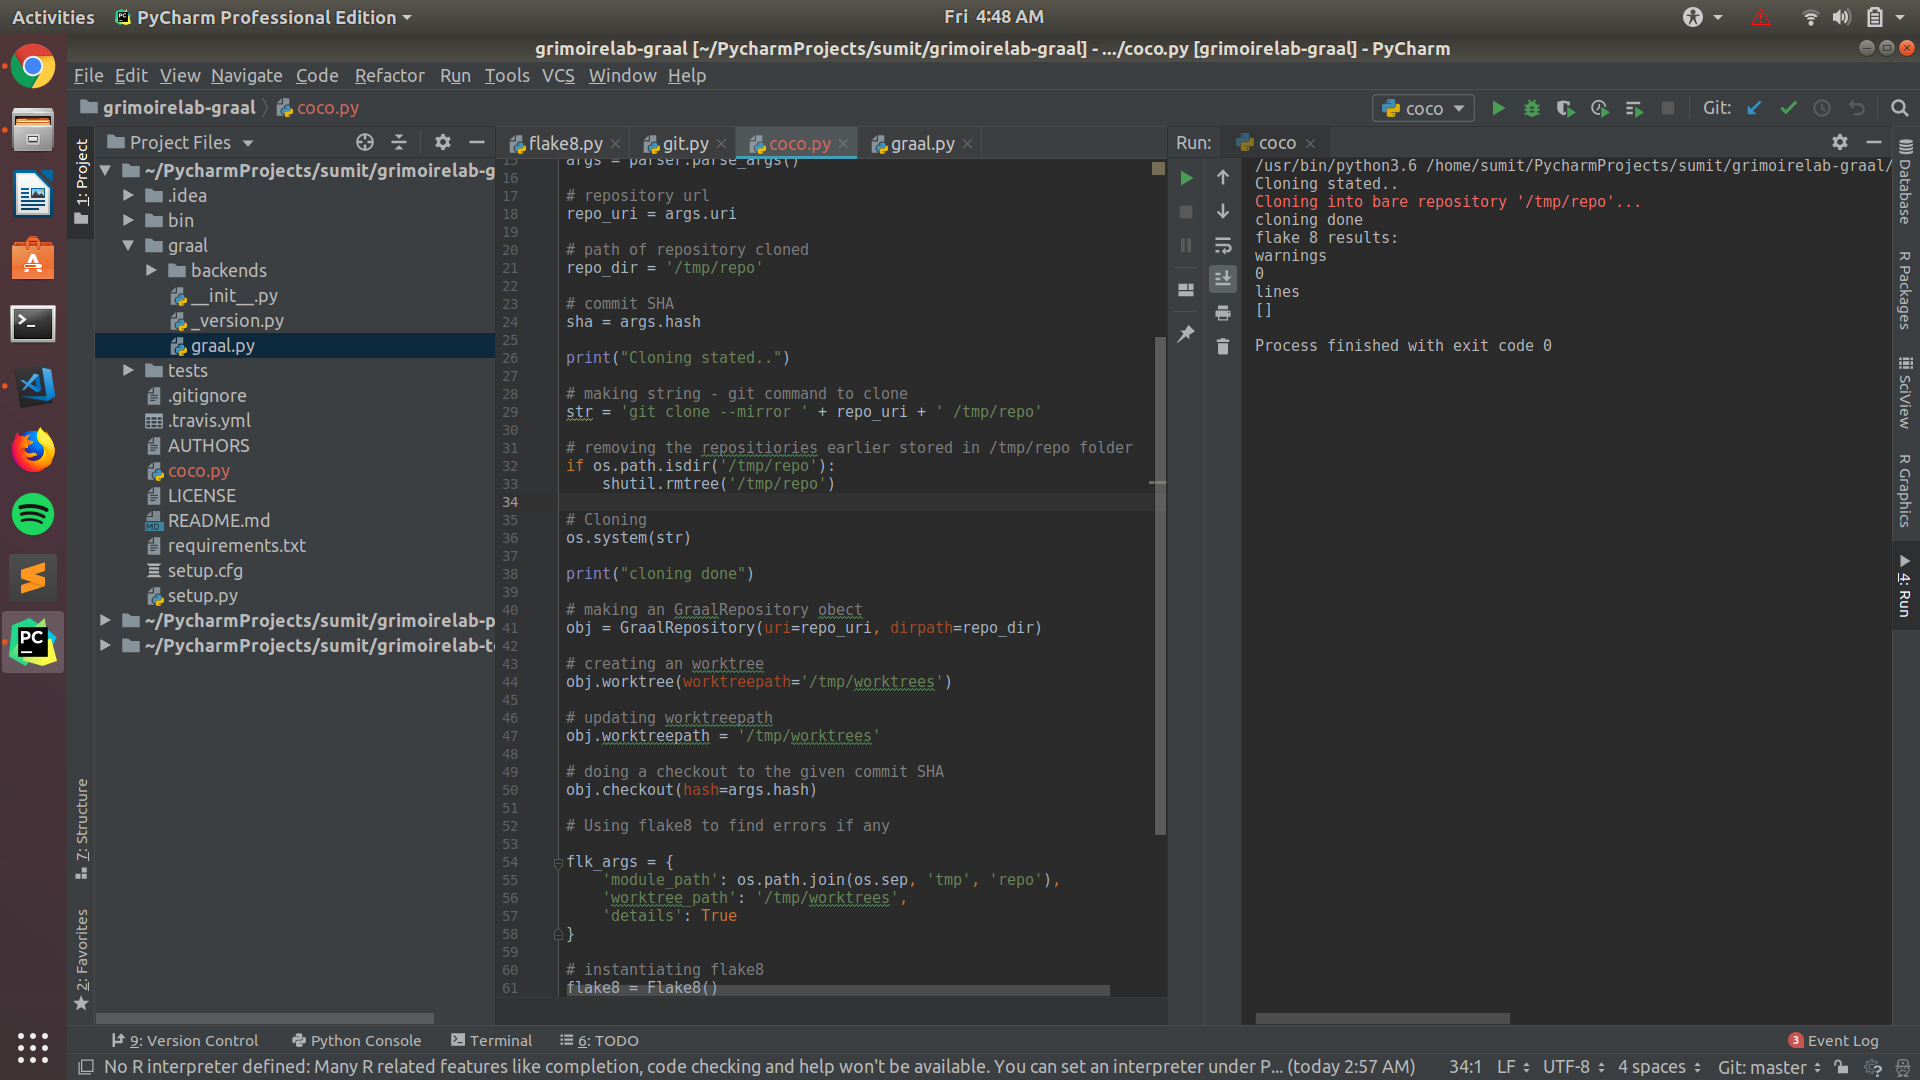 Activities
PyCharm Professional Edition
Fri 4:48 AM
grimoirelab-graal [~/PycharmProjects/sumit/grimoirelab-graal] - .../coco.py [grimoirelab-graal] - PyCharm
File Edit View Navigate Code Refactor Run Tools VCS Window Help
grimoirelab-graal coco.py
coco
Git:
1: Project
7: Structure
2: Favorites
Project Files
~/PycharmProjects/sumit/grimoirelab-g
.idea
bin
graal
backends
__init__.py
_version.py
graal.py
tests
.gitignore
.travis.yml
AUTHORS
coco.py
LICENSE
README.md
requirements.txt
setup.cfg
setup.py
~/PycharmProjects/sumit/grimoirelab-p
~/PycharmProjects/sumit/grimoirelab-t
flake8.py git.py coco.py graal.py
15 args = parser.parse_args()
16
17 # repository url
18 repo_uri = args.uri
19
20 # path of repository cloned
21 repo_dir = '/tmp/repo'
22
23 # commit SHA
24 sha = args.hash
25
26 print("Cloning stated..")
27
28 # making string - git command to clone
29 str = 'git clone --mirror ' + repo_uri + ' /tmp/repo'
30
31 # removing the repositiories earlier stored in /tmp/repo folder
32 if os.path.isdir('/tmp/repo'):
33 shutil.rmtree('/tmp/repo')
34
35 # Cloning
36 os.system(str)
37
38 print("cloning done")
39
40 # making an GraalRepository obect
41 obj = GraalRepository(uri=repo_uri, dirpath=repo_dir)
42
43 # creating an worktree
44 obj.worktree(worktreepath='/tmp/worktrees')
45
46 # updating worktreepath
47 obj.worktreepath = '/tmp/worktrees'
48
49 # doing a checkout to the given commit SHA
50 obj.checkout(hash=args.hash)
51
52 # Using flake8 to find errors if any
53
54 flk_args = {
55 'module_path': os.path.join(os.sep, 'tmp', 'repo'),
56 'worktree_path': '/tmp/worktrees',
57 'details': True
58 }
59
60 # instantiating flake8
61 flake8 = Flake8()
Run: coco
/usr/bin/python3.6 /home/sumit/PycharmProjects/sumit/grimoirelab-graal/
Cloning stated..
Cloning into bare repository '/tmp/repo'...
cloning done
flake 8 results:
warnings
0
lines
[]
Process finished with exit code 0
Database
R Packages
SciView
R Graphics
4: Run
9: Version Control
Python Console
Terminal
6: TODO
3 Event Log
No R interpreter defined: Many R related features like completion, code checking and help won't be available. You can set an interpreter under P... (today 2:57 AM)
34:1 LF UTF-8 4 spaces Git: master
PC
MD